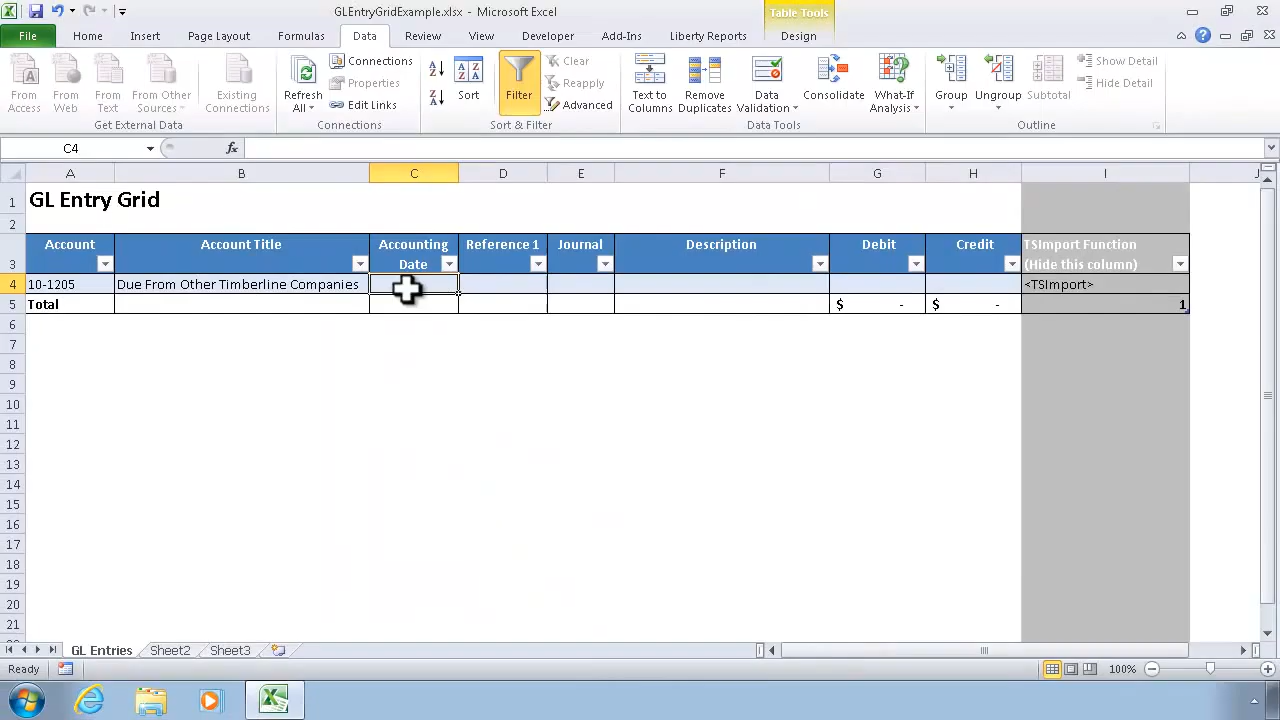 GLEntryGridExample.xlsx - Microsoft Excel
Table Tools
File Home Insert Page Layout Formulas Data Review View Developer Add-Ins Liberty Reports Design
From Access
From Web
From Text
From Other Sources
Existing Connections
Get External Data
Refresh All
Connections
Properties
Edit Links
Connections
Sort
Filter
Clear
Reapply
Advanced
Sort & Filter
Text to Columns
Remove Duplicates
Data Validation
Consolidate
What-If Analysis
Data Tools
Group
Ungroup
Subtotal
Show Detail
Hide Detail
Outline
C4 fx
A B C D E F G H I J
1 GL Entry Grid
2
3 Account Account Title Accounting Date Reference 1 Journal Description Debit Credit TSImport Function (Hide this column)
4 10-1205 Due From Other Timberline Companies <TSImport>
5 Total $ - $ - 1
6
7
8
9
10
11
12
13
14
15
16
17
18
19
20
21
GL Entries Sheet2 Sheet3
Ready 100%